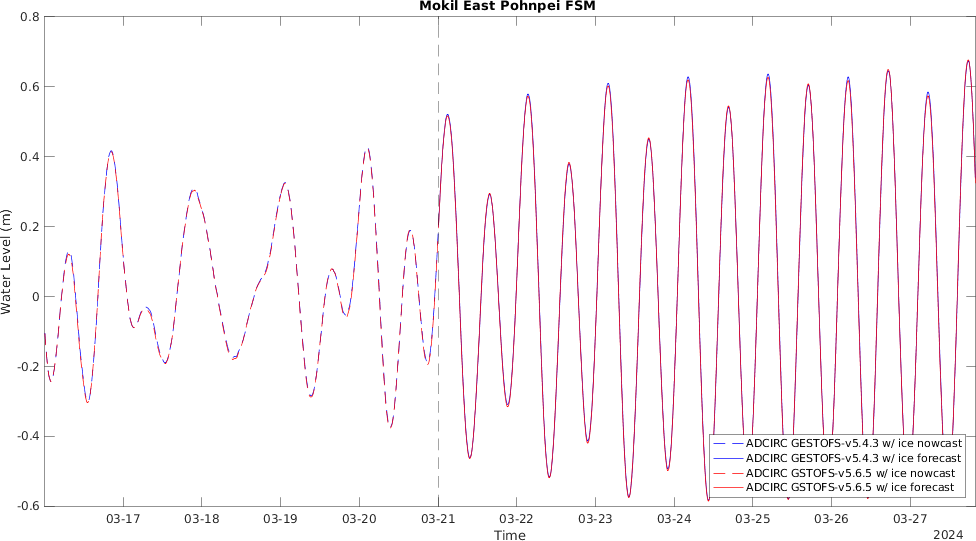 Mokil East Pohnpei FSM
0.8
0.6
0.4
0.2
0
-0.2
-0.4
-0.6
Water Level (m)
ADCIRC GESTOFS-v5.4.3 w/ ice nowcast
ADCIRC GESTOFS-v5.4.3 w/ ice forecast
ADCIRC GSTOFS-v5.6.5 w/ ice nowcast
ADCIRC GSTOFS-v5.6.5 w/ ice forecast
03-17 03-18 03-19 03-20 03-21 03-22 03-23 03-24 03-25 03-26 03-27
Time
2024